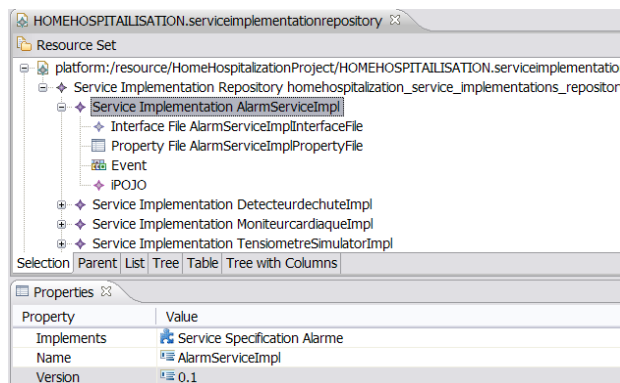 HOMEHOSPITAILISATION.serviceimplementationrepository
Resource Set
platform:/resource/HomeHospitalizationProject/HOMEHOSPITAILISATION.serviceimplementatio
Service Implementation Repository homehospitalization_service_implementations_repositor
Service Implementation AlarmServiceImpl
Interface File AlarmServiceImplInterfaceFile
Property File AlarmServiceImplPropertyFile
Event
iPOJO
Service Implementation DetecteurdechuteImpl
Service Implementation MoniteurcardiaqueImpl
Service Implementation TensiometreSimulatorImpl
Selection Parent List Tree Table Tree with Columns
Properties
Property Value
Implements Service Specification Alarme
Name AlarmServiceImpl
Version 0.1